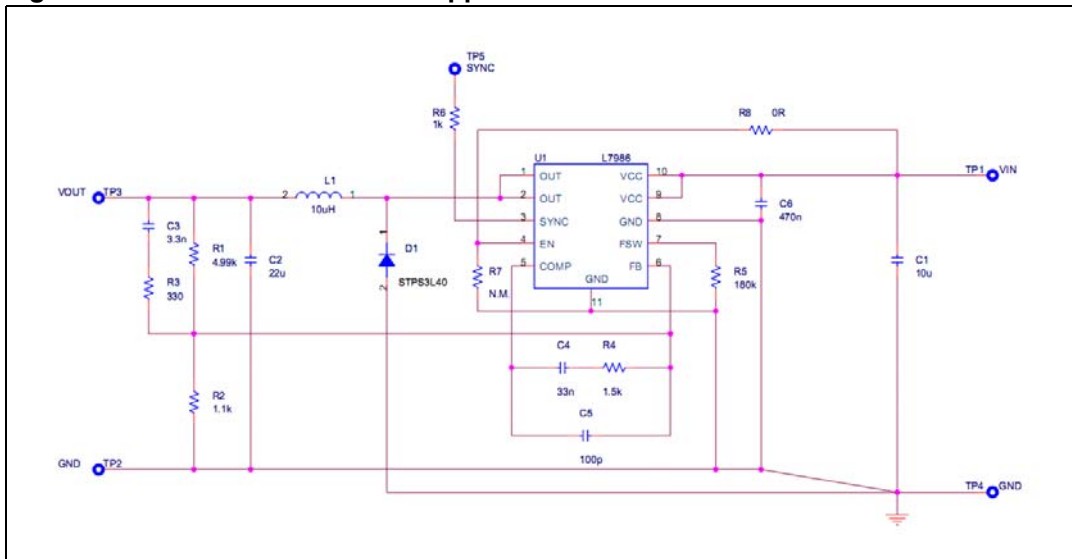 TP5
SYNC
R6
1k
R8 0R
U1 L7986
1 OUT VCC 10
2 OUT VCC 9
3 SYNC GND 8
4 EN FSW 7
5 COMP FB 6
GND
11
VOUT TP3
2 L1 1
10uH
TP1 VIN
C6
470n
C3
3.3n
R1
4.99k
C2
22u
1
D1
2
STPS3L40
R7
N.M.
R5
180k
C1
10u
R3
330
C4 R4
33n 1.5k
R2
1.1k
C5
100p
GND TP2
TP4 GND